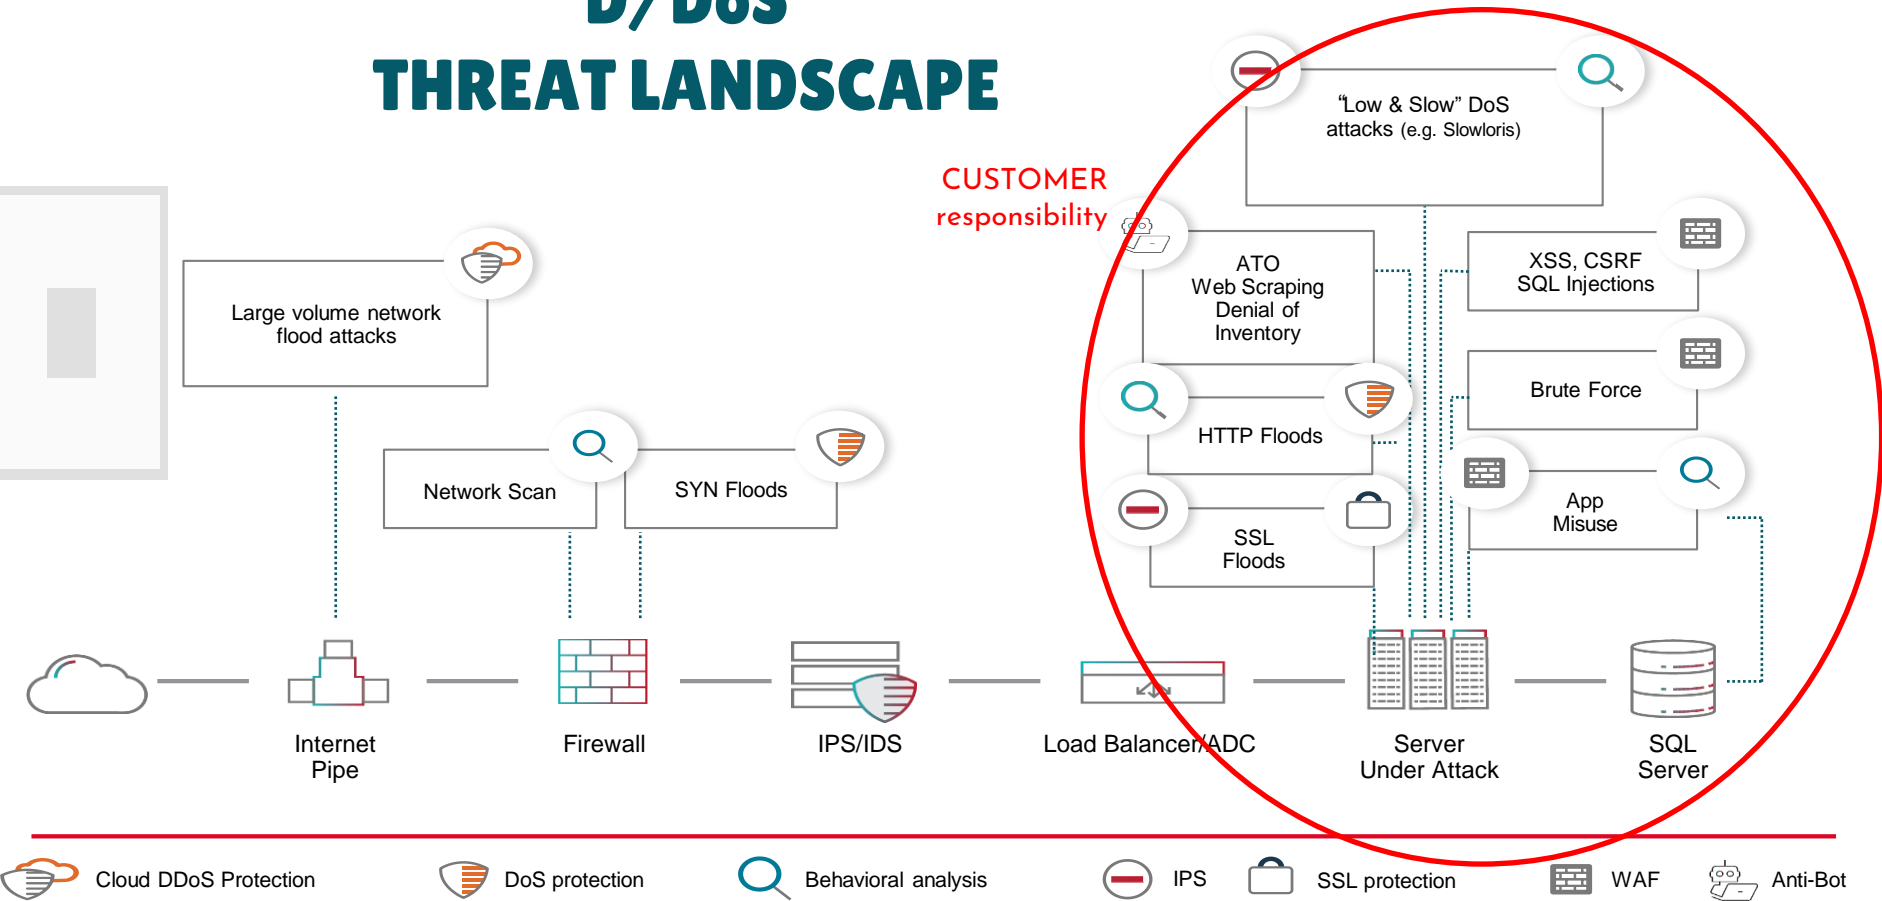 D/DoS
THREAT LANDSCAPE
"Low & Slow” DoS
attacks (e.g. Slowloris)
CUSTOMER
responsibility
ATO
Web Scraping
Denial of
Inventory
XSS, CSRF
SQL Injections
Large volume network
flood attacks
Brute Force
HTTP Floods
Network Scan
SYN Floods
App
Misuse
SSL
Floods
Internet
Pipe
Firewall
IPS/IDS
Load Balancer/ADC
Server
Under Attack
SQL
Server
Cloud DDoS Protection
DoS protection
Behavioral analysis
IPS
SSL protection
WAF
Anti-Bot